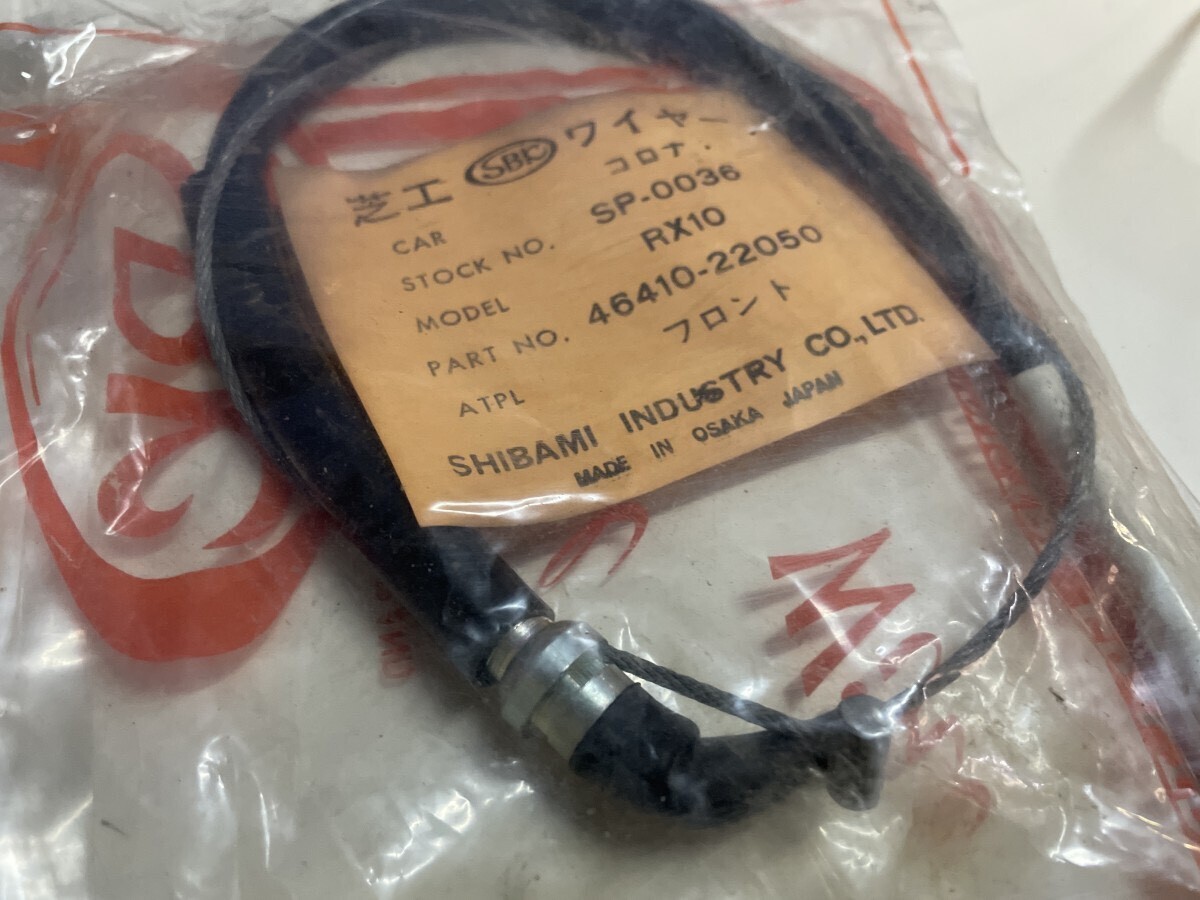 芝工 SBK ワイヤー
CAR コロナ.
STOCK NO. SP-0036
MODEL RX10
PART NO. 46410-22050
ATPL フロント
SHIBAMI INDUSTRY CO.,LTD.
MADE IN OSAKA JAPAN